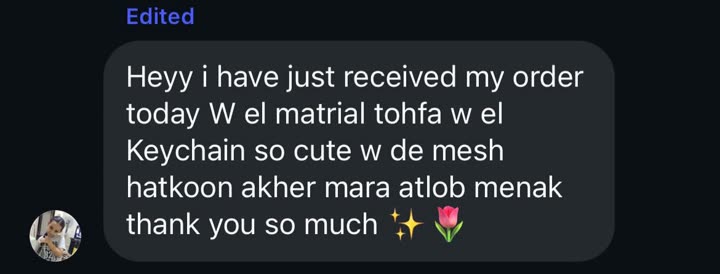 Edited
Heyy i have just received my order
today W el matrial tohfa w el
Keychain so cute w de mesh
hatkoon akher mara atlob menak
thank you so much ✨ 🌷